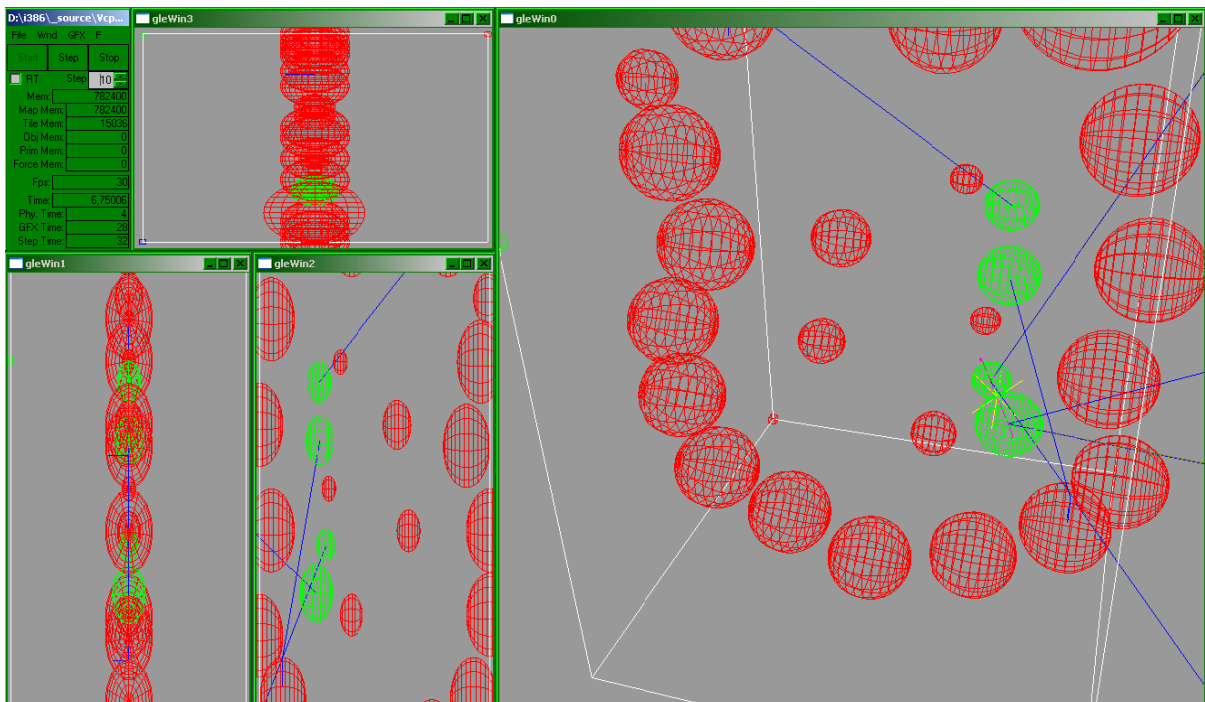 D:\i386\_source\Vcp...
File Wnd GFX F
Start Step Stop
RT Step 10
Mem: 782400
Map Mem: 782400
Tile Mem: 15036
Obj Mem: 0
Prim Mem: 0
Force Mem: 0
Fps: 30
Time: 6,75006
Phy. Time: 4
GFX Time: 28
Step Time: 32
gleWin3
gleWin0
gleWin1
gleWin2